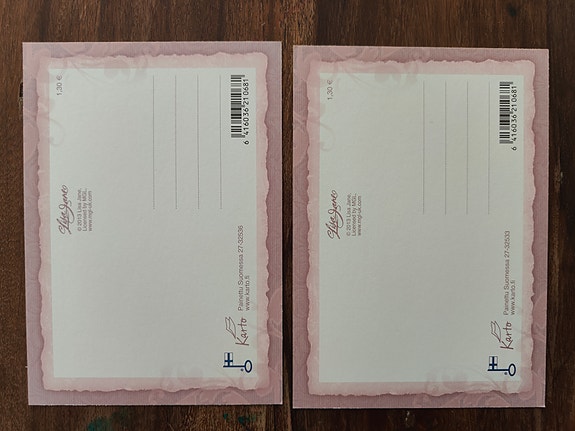 1,30 €
6 416036 210681
Lisa Jane
© 2013 Lisa Jane.
Licensed by MGL.
www.mgl-uk.com
Karto
Painettu Suomessa 27-32536
www.karto.fi
1,30 €
6 416036 210681
Lisa Jane
© 2013 Lisa Jane.
Licensed by MGL.
www.mgl-uk.com
Karto
Painettu Suomessa 27-32533
www.karto.fi